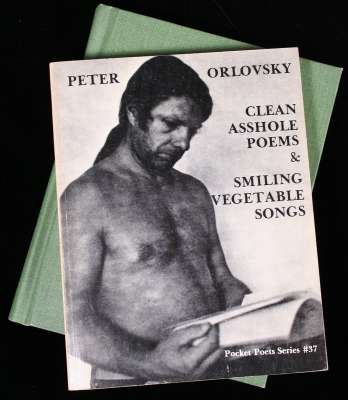 PETER ORLOVSKY
CLEAN
ASSHOLE
POEMS
&
SMILING
VEGETABLE
SONGS
Pocket Poets Series #37